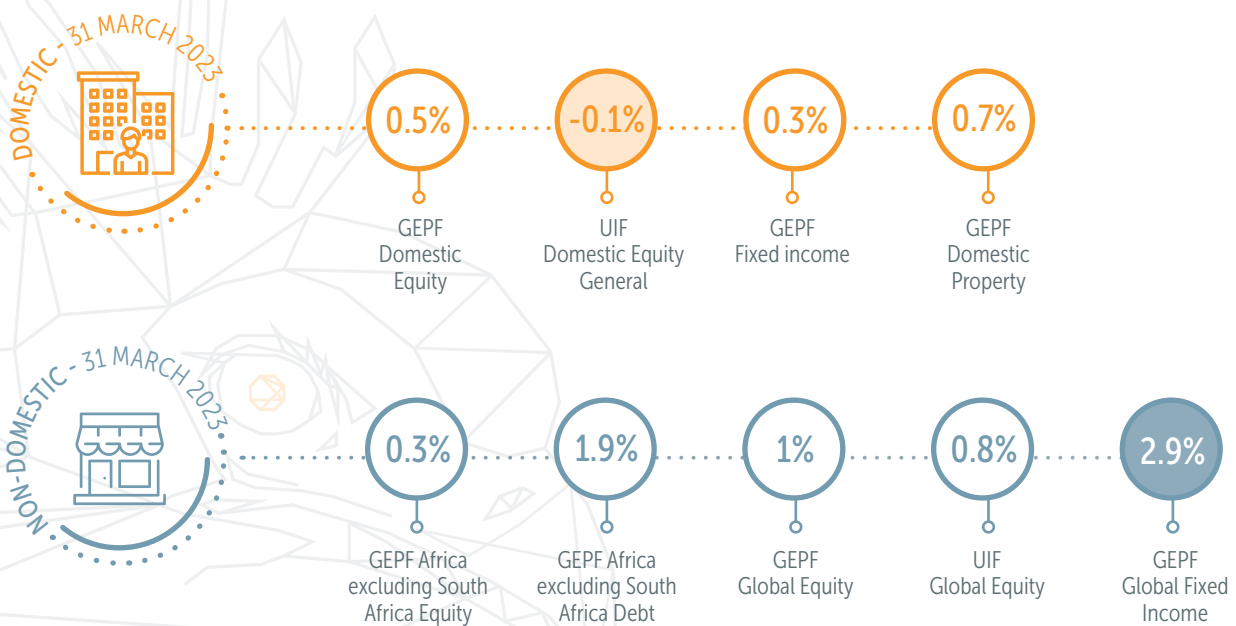 DOMESTIC - 31 MARCH 2023
0.5%
-0.1%
0.3%
0.7%
GEPF
Domestic
Equity
UIF
Domestic Equity
General
GEPF
Fixed income
GEPF
Domestic
Property
NON-DOMESTIC - 31 MARCH 2023
0.3%
1.9%
1%
0.8%
2.9%
GEPF Africa
excluding South
Africa Equity
GEPF Africa
excluding South
Africa Debt
GEPF
Global Equity
UIF
Global Equity
GEPF
Global Fixed
Income